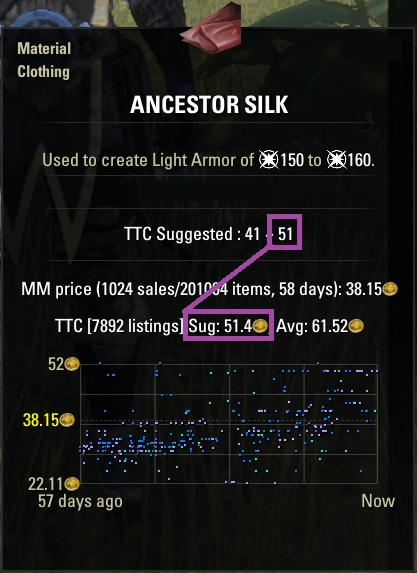 Material
Clothing
ANCESTOR SILK
Used to create Light Armor of 150 to 160.
TTC Suggested : 41 - 51
MM price (1024 sales/201004 items, 58 days): 38.15
TTC [7892 listings] Sug: 51.4 Avg: 61.52
52
38.15
22.11
57 days ago Now